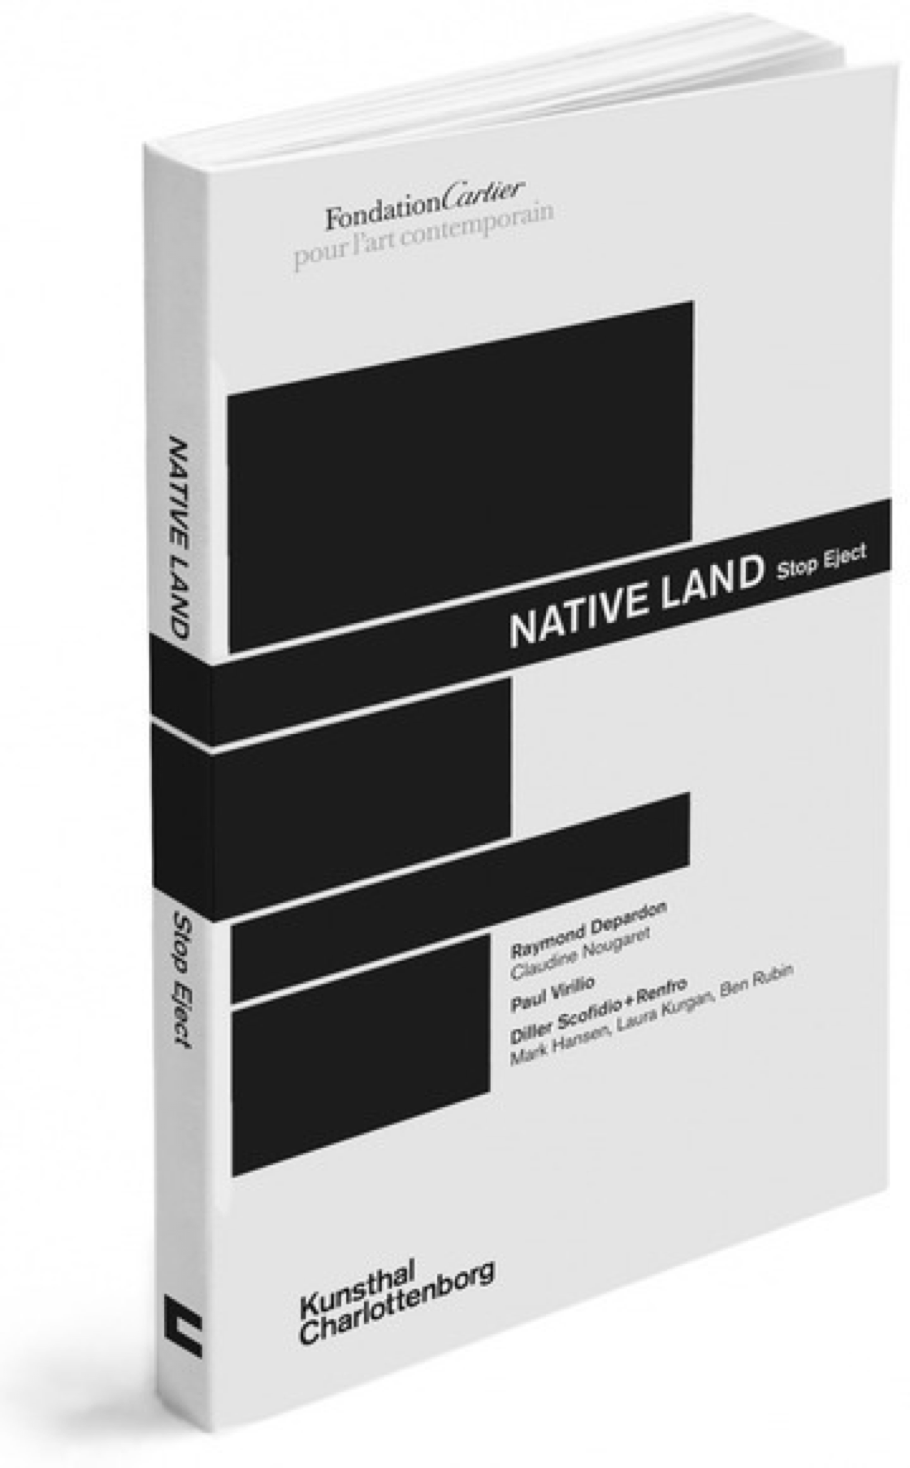 FondationCartier
pour l'art contemporain
NATIVE LAND Stop Eject
Raymond Depardon
Claudine Nougaret
Paul Virilio
Diller Scofidio + Renfro
Mark Hansen, Laura Kurgan, Ben Rubin
Kunsthal
Charlottenborg
NATIVE LAND
Stop Eject